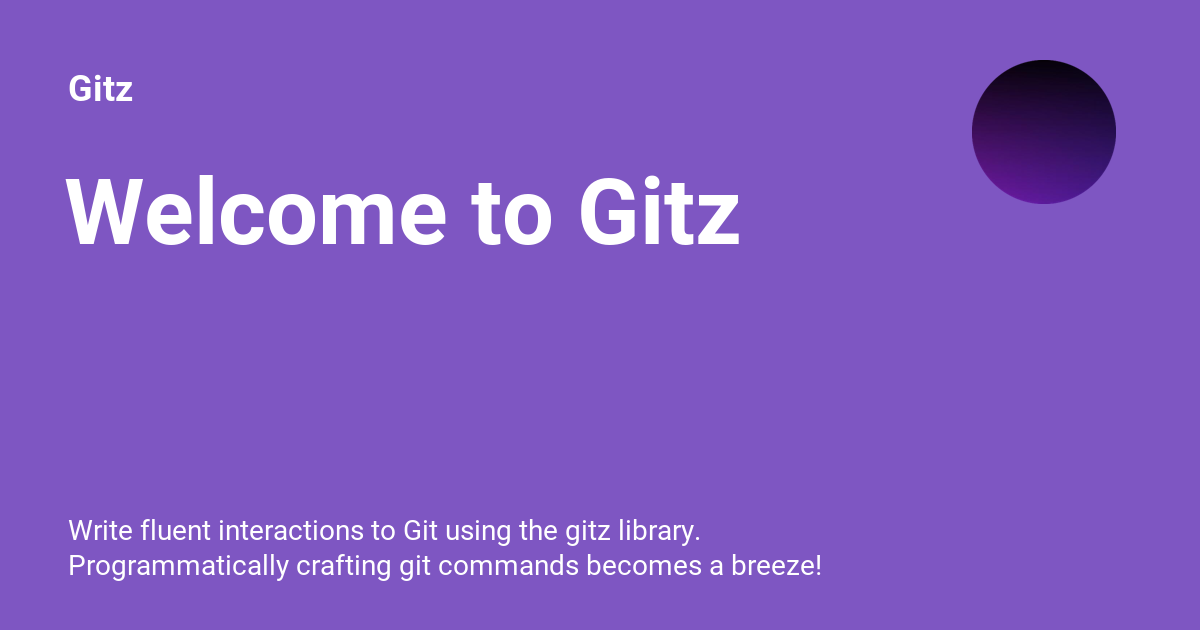 Gitz
Welcome to Gitz
Write fluent interactions to Git using the gitz library.
Programmatically crafting git commands becomes a breeze!